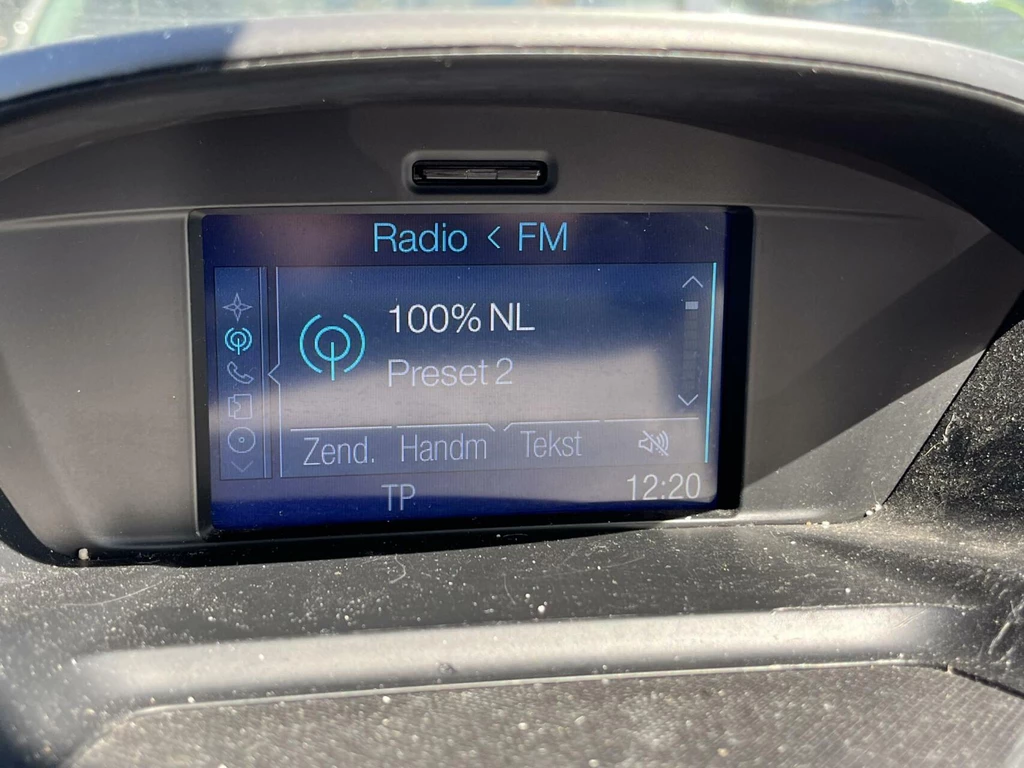 Radio < FM
100% NL
Preset 2
Zend. Handm Tekst
TP 12:20